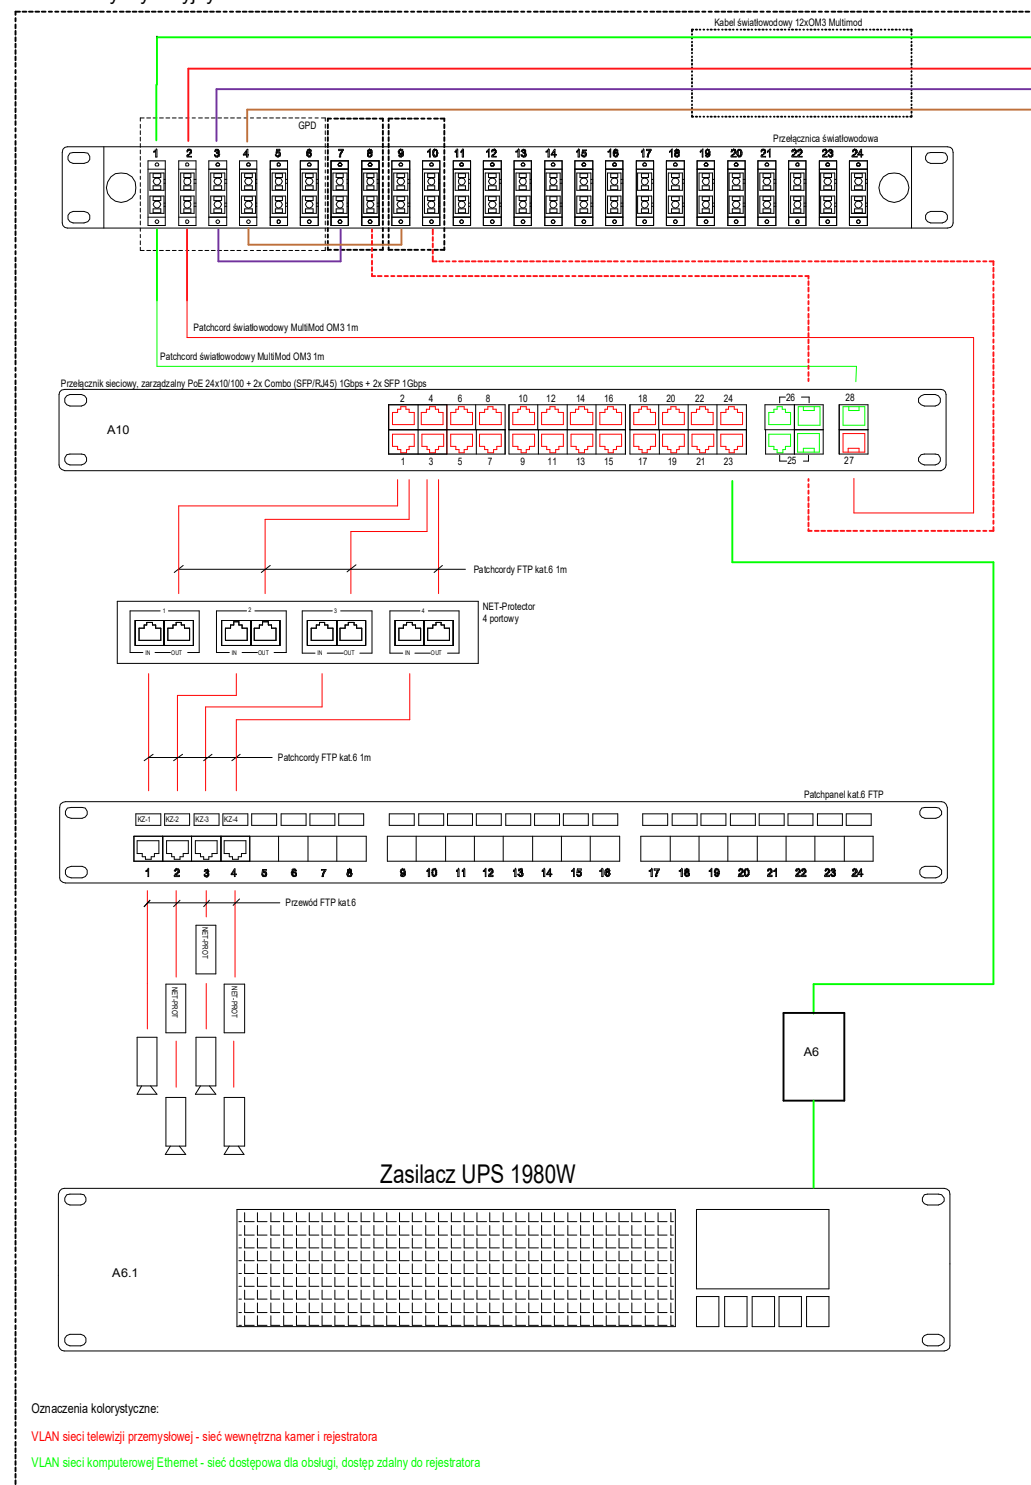 Kabel światłowodowy 12xOM3 Multimod
GPD
Przełącznica światłowodowa
1 2 3 4 5 6 7 8 9 10 11 12 13 14 15 16 17 18 19 20 21 22 23 24
Patchcord światłowodowy MultiMod OM3 1m
Patchcord światłowodowy MultiMod OM3 1m
Przełącznik sieciowy, zarządzalny PoE 24x10/100 + 2x Combo (SFP/RJ45) 1Gbps + 2x SFP 1Gbps
2 4 6 8 10 12 14 16 18 20 22 24 26 28
A10
1 3 5 7 9 11 13 15 17 19 21 23 25 27
Patchcordy FTP kat.6 1m
NET-Protector
4 portowy
1 2 3 4
IN OUT IN OUT IN OUT IN OUT
Patchcordy FTP kat.6 1m
Patchpanel kat.6 FTP
KZ-1 KZ-2 KZ-3 KZ-4
1 2 3 4 5 6 7 8 9 10 11 12 13 14 15 16 17 18 19 20 21 22 23 24
Przewód FTP kat.6
NET-PROT
NET-PROT
NET-PROT
A6
Zasilacz UPS 1980W
A6.1
Oznaczenia kolorystyczne:
VLAN sieci telewizji przemysłowej - sieć wewnętrzna kamer i rejestratora
VLAN sieci komputerowej Ethernet - sieć dostępowa dla obsługi, dostęp zdalny do rejestratora